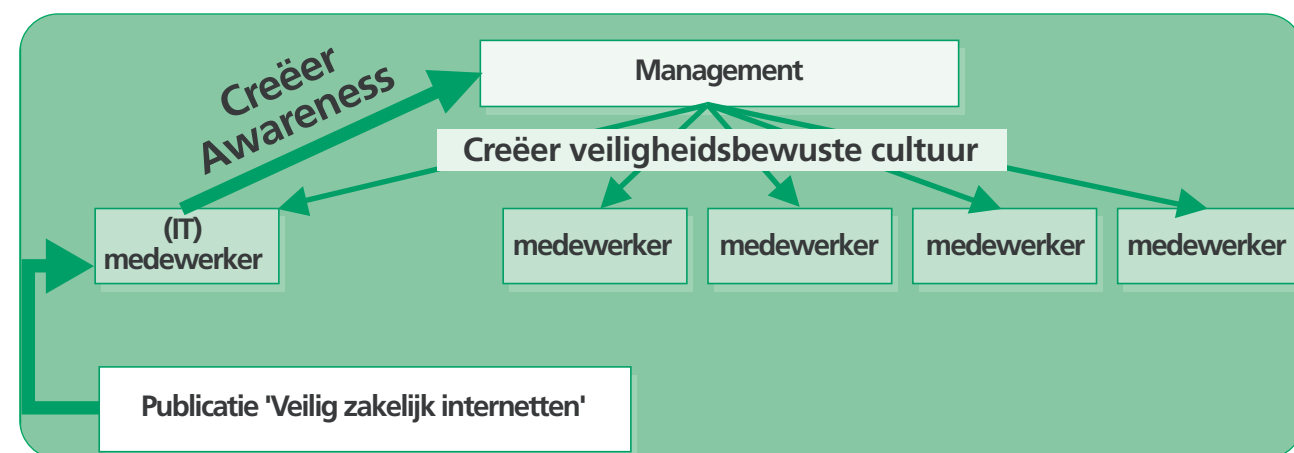 Creëer
Awareness
Management
Creëer veiligheidsbewuste cultuur
(IT)
medewerker
medewerker
medewerker
medewerker
medewerker
Publicatie 'Veilig zakelijk internetten'